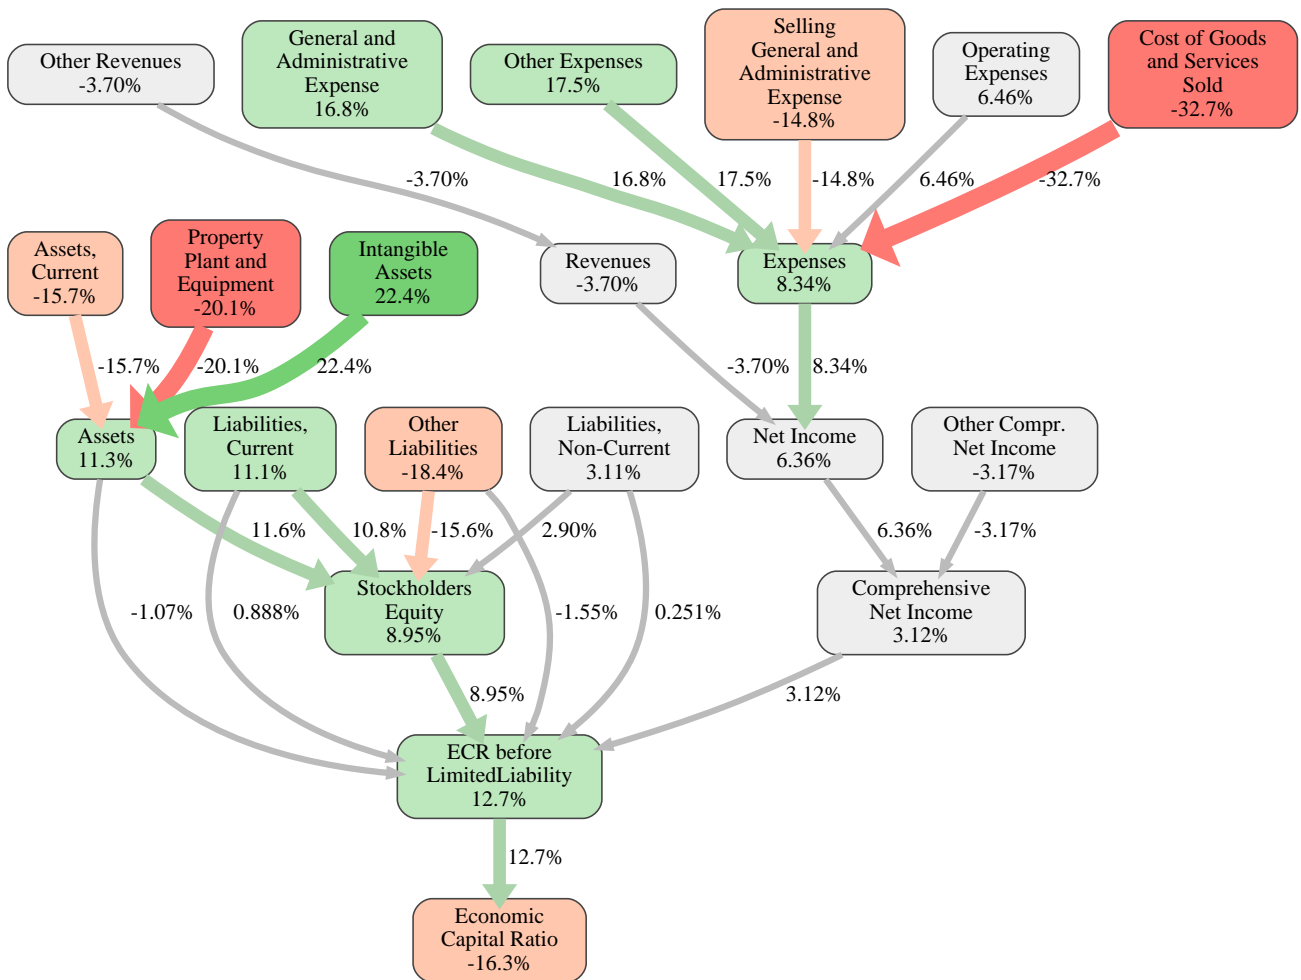 Other Revenues
-3.70%
General and
Administrative
Expense
16.8%
Other Expenses
17.5%
Selling
General and
Administrative
Expense
-14.8%
Operating
Expenses
6.46%
Cost of Goods
and Services
Sold
-32.7%
-3.70%
16.8%
17.5%
-14.8%
6.46%
-32.7%
Assets,
Current
-15.7%
Property
Plant and
Equipment
-20.1%
Intangible
Assets
22.4%
Revenues
-3.70%
Expenses
8.34%
-15.7%
-20.1%
22.4%
-3.70%
8.34%
Assets
11.3%
Liabilities,
Current
11.1%
Other
Liabilities
-18.4%
Liabilities,
Non-Current
3.11%
Net Income
6.36%
Other Compr.
Net Income
-3.17%
11.6%
10.8%
-15.6%
2.90%
6.36%
-3.17%
-1.07%
0.888%
Stockholders
Equity
8.95%
-1.55%
0.251%
Comprehensive
Net Income
3.12%
8.95%
3.12%
ECR before
LimitedLiability
12.7%
12.7%
Economic
Capital Ratio
-16.3%